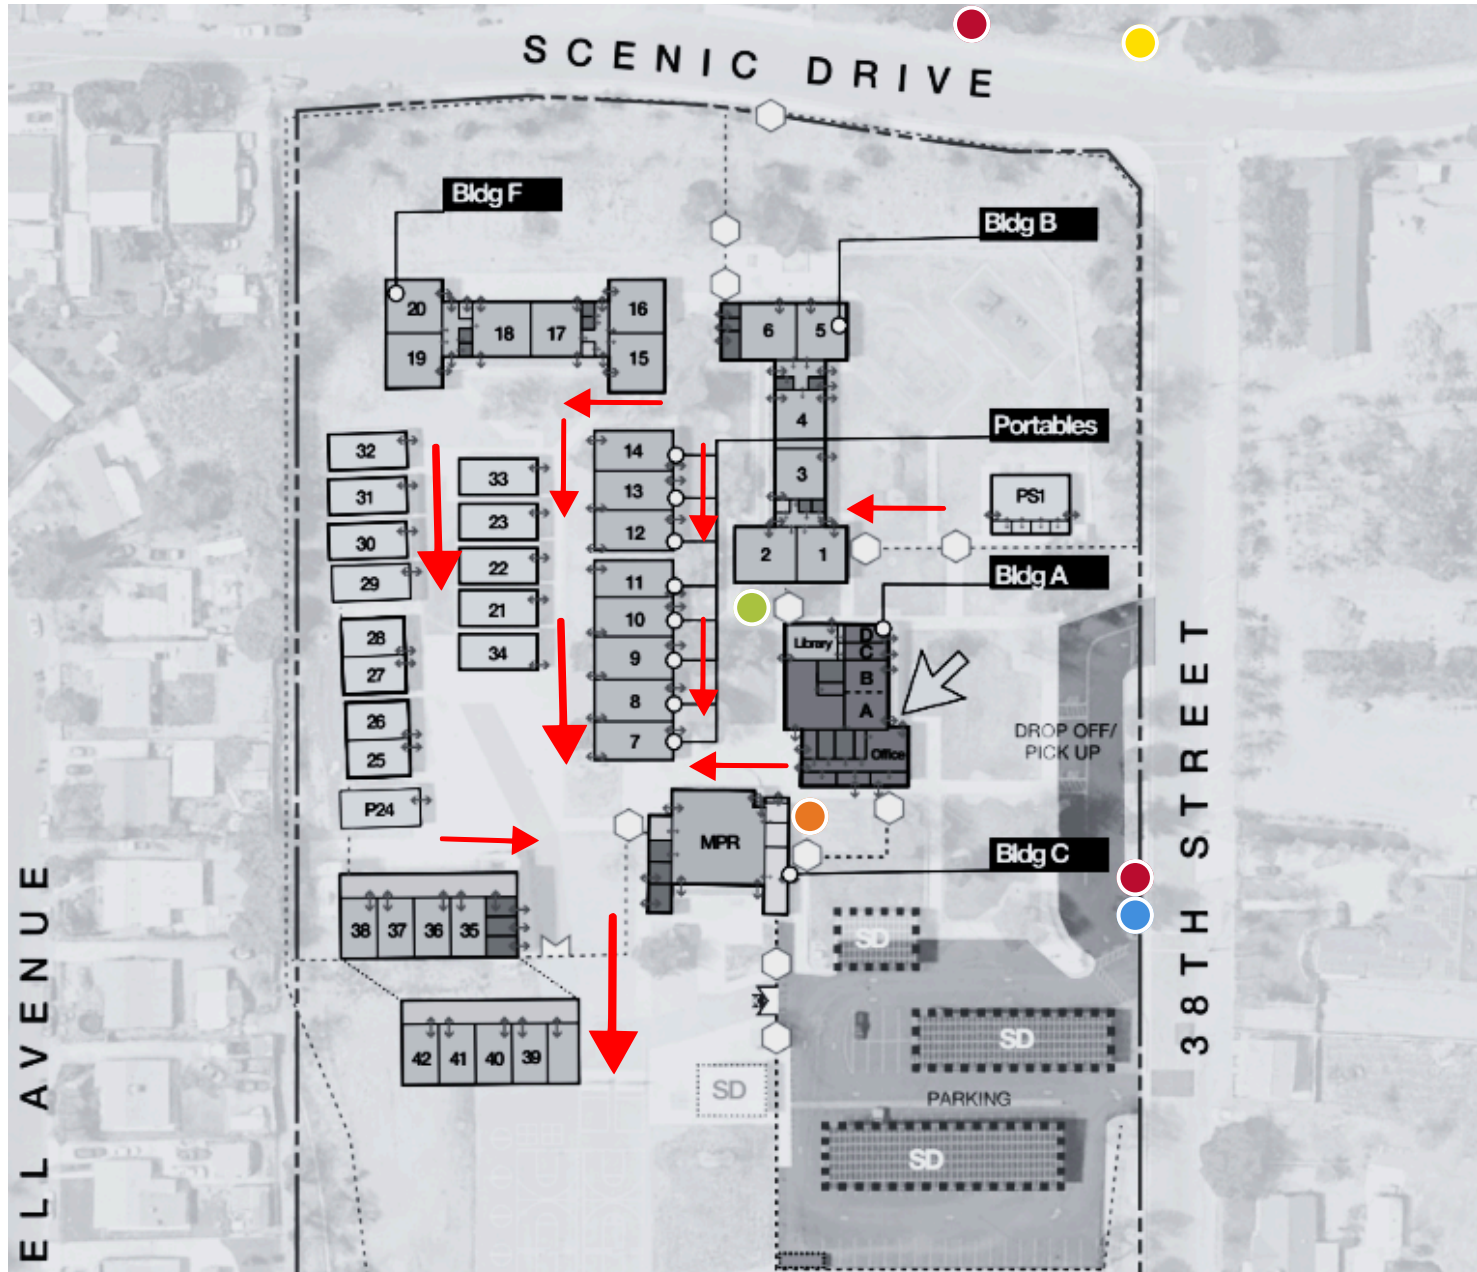 SCENIC DRIVE
Bldg F
Bldg B
20
18
17
16
19
15
6
5
4
3
Portables
PS1
32
33
14
31
23
13
30
22
12
2
1
29
21
11
Bldg A
28
34
10
Library
D
C
27
9
B
26
8
A
25
7
Office
DROP OFF/
PICK UP
P24
MPR
Bldg C
38
37
36
35
SD
42
41
40
39
SD
SD
PARKING
SD
ELL AVENUE
38TH STREET